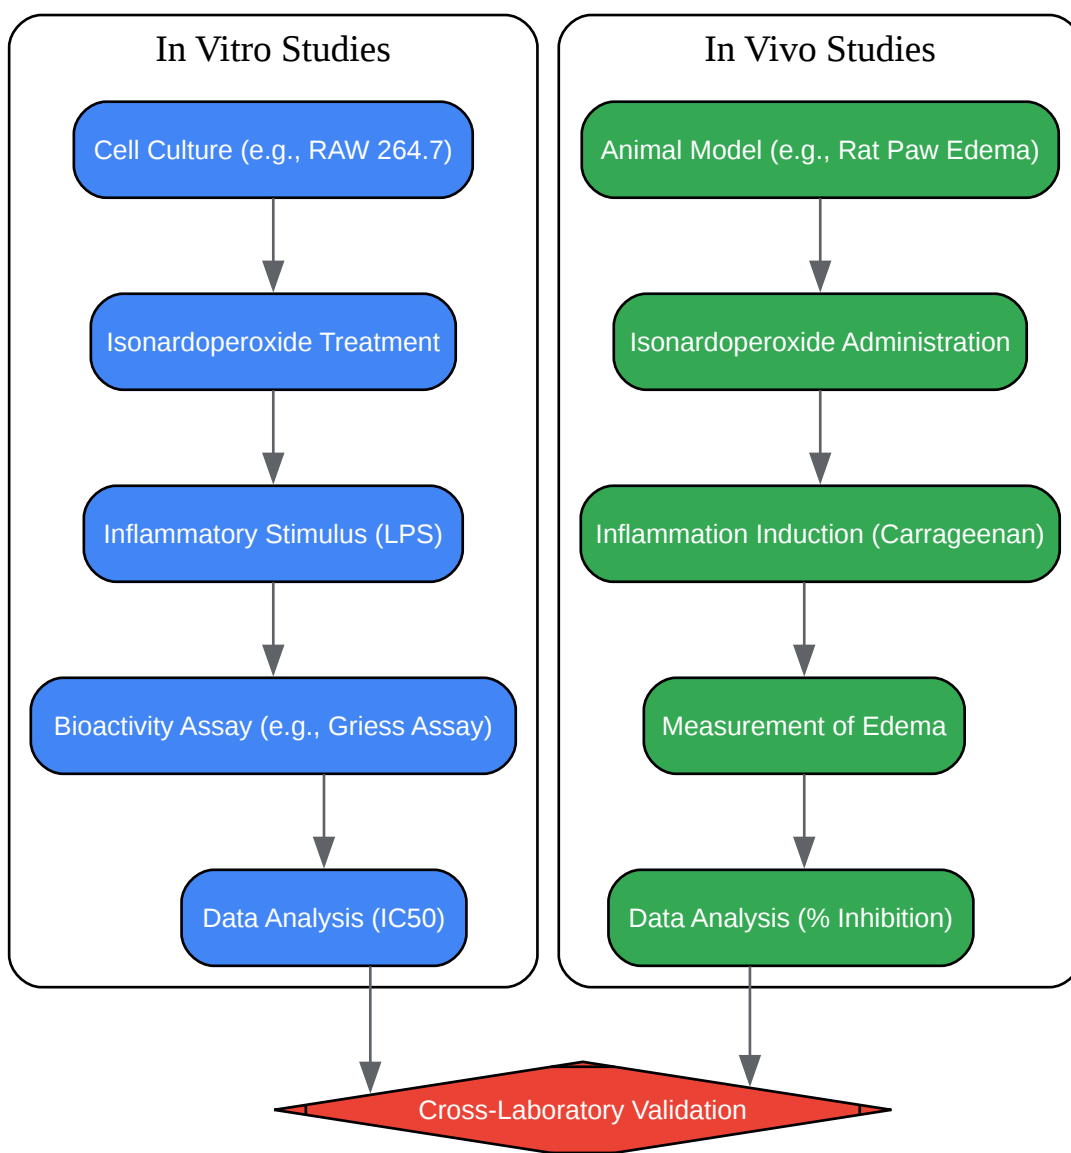 In Vitro Studies
Cell Culture (e.g., RAW 264.7)
Isonardoperoxide Treatment
Inflammatory Stimulus (LPS)
Bioactivity Assay (e.g., Griess Assay)
Data Analysis (IC50)
In Vivo Studies
Animal Model (e.g., Rat Paw Edema)
Isonardoperoxide Administration
Inflammation Induction (Carrageenan)
Measurement of Edema
Data Analysis (% Inhibition)
Cross-Laboratory Validation